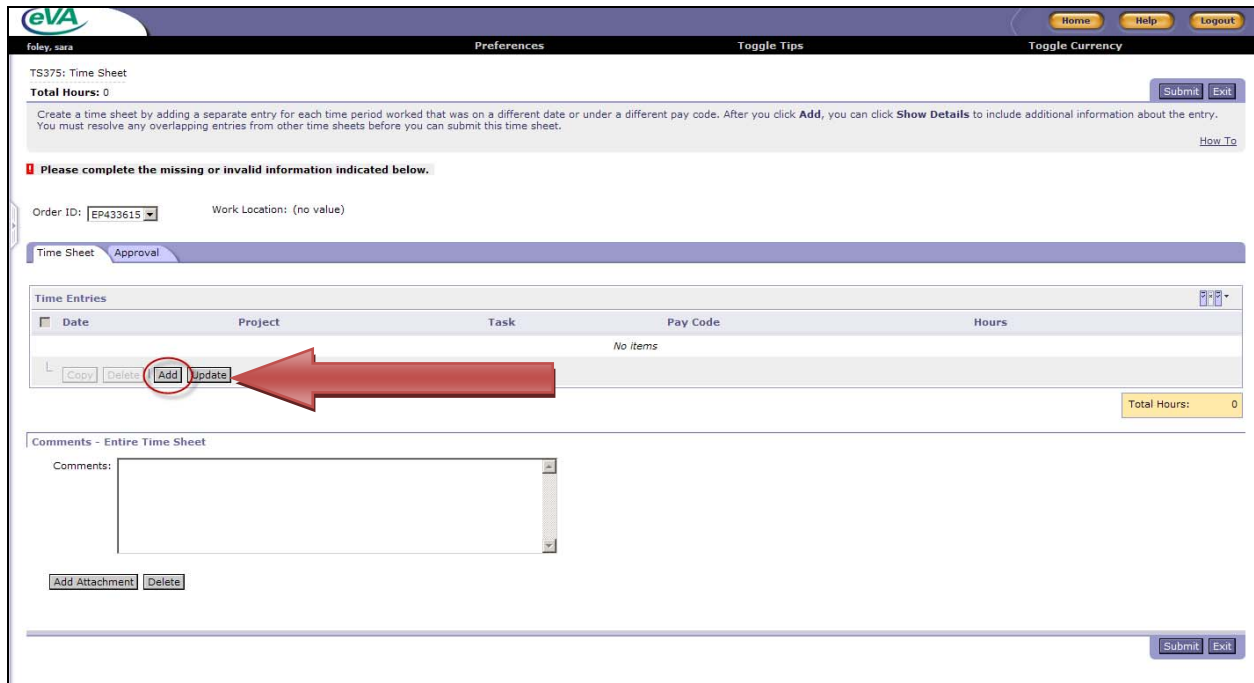 eVA
Home Help Logout
foley, sara Preferences Toggle Tips Toggle Currency
TS375: Time Sheet
Total Hours: 0
Submit Exit
Create a time sheet by adding a separate entry for each time period worked that was on a different date or under a different pay code. After you click Add, you can click Show Details to include additional information about the entry.
You must resolve any overlapping entries from other time sheets before you can submit this time sheet.
How To
! Please complete the missing or invalid information indicated below.
Order ID: EP433615 Work Location: (no value)
Time Sheet Approval
Time Entries
Date Project Task Pay Code Hours
No items
Copy Delete Add Update
Total Hours: 0
Comments - Entire Time Sheet
Comments:
Add Attachment Delete
Submit Exit